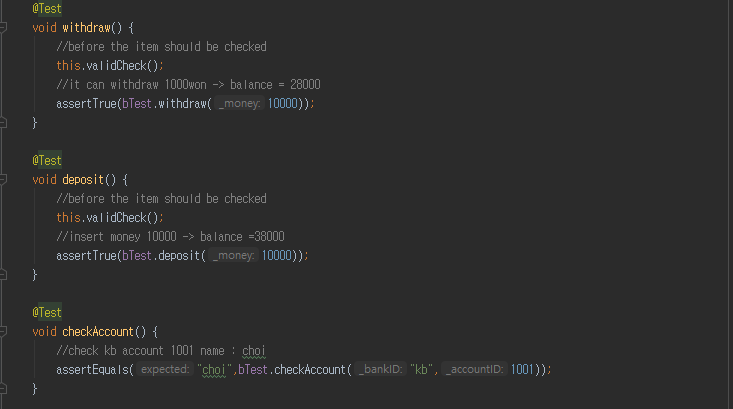 @Test
void withdraw() {
//before the item should be checked
this.validCheck();
//it can withdraw 1000won -> balance = 28000
assertTrue(bTest.withdraw( _money: 10000));
}
@Test
void deposit() {
//before the item should be checked
this.validCheck();
//insert money 10000 -> balance =38000
assertTrue(bTest.deposit( _money: 10000));
}
@Test
void checkAccount() {
//check kb account 1001 name : choi
assertEquals( expected: "choi",bTest.checkAccount( _bankID: "kb", _accountID: 1001));
}